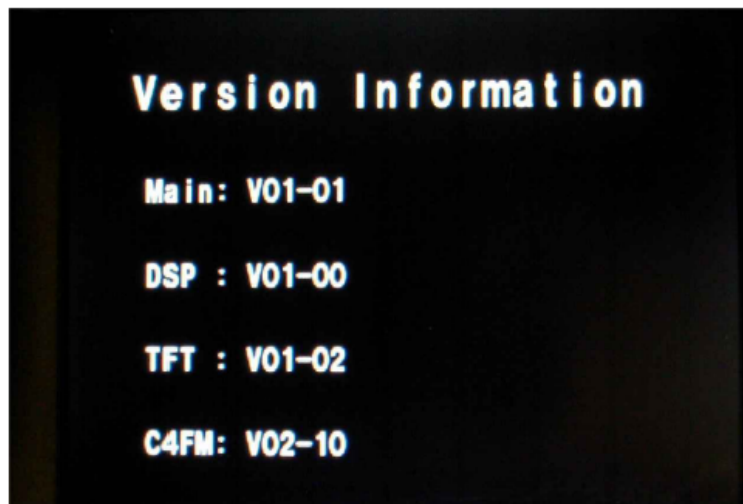 Version Information
Main: V01-01
DSP : V01-00
TFT : V01-02
C4FM: V02-10